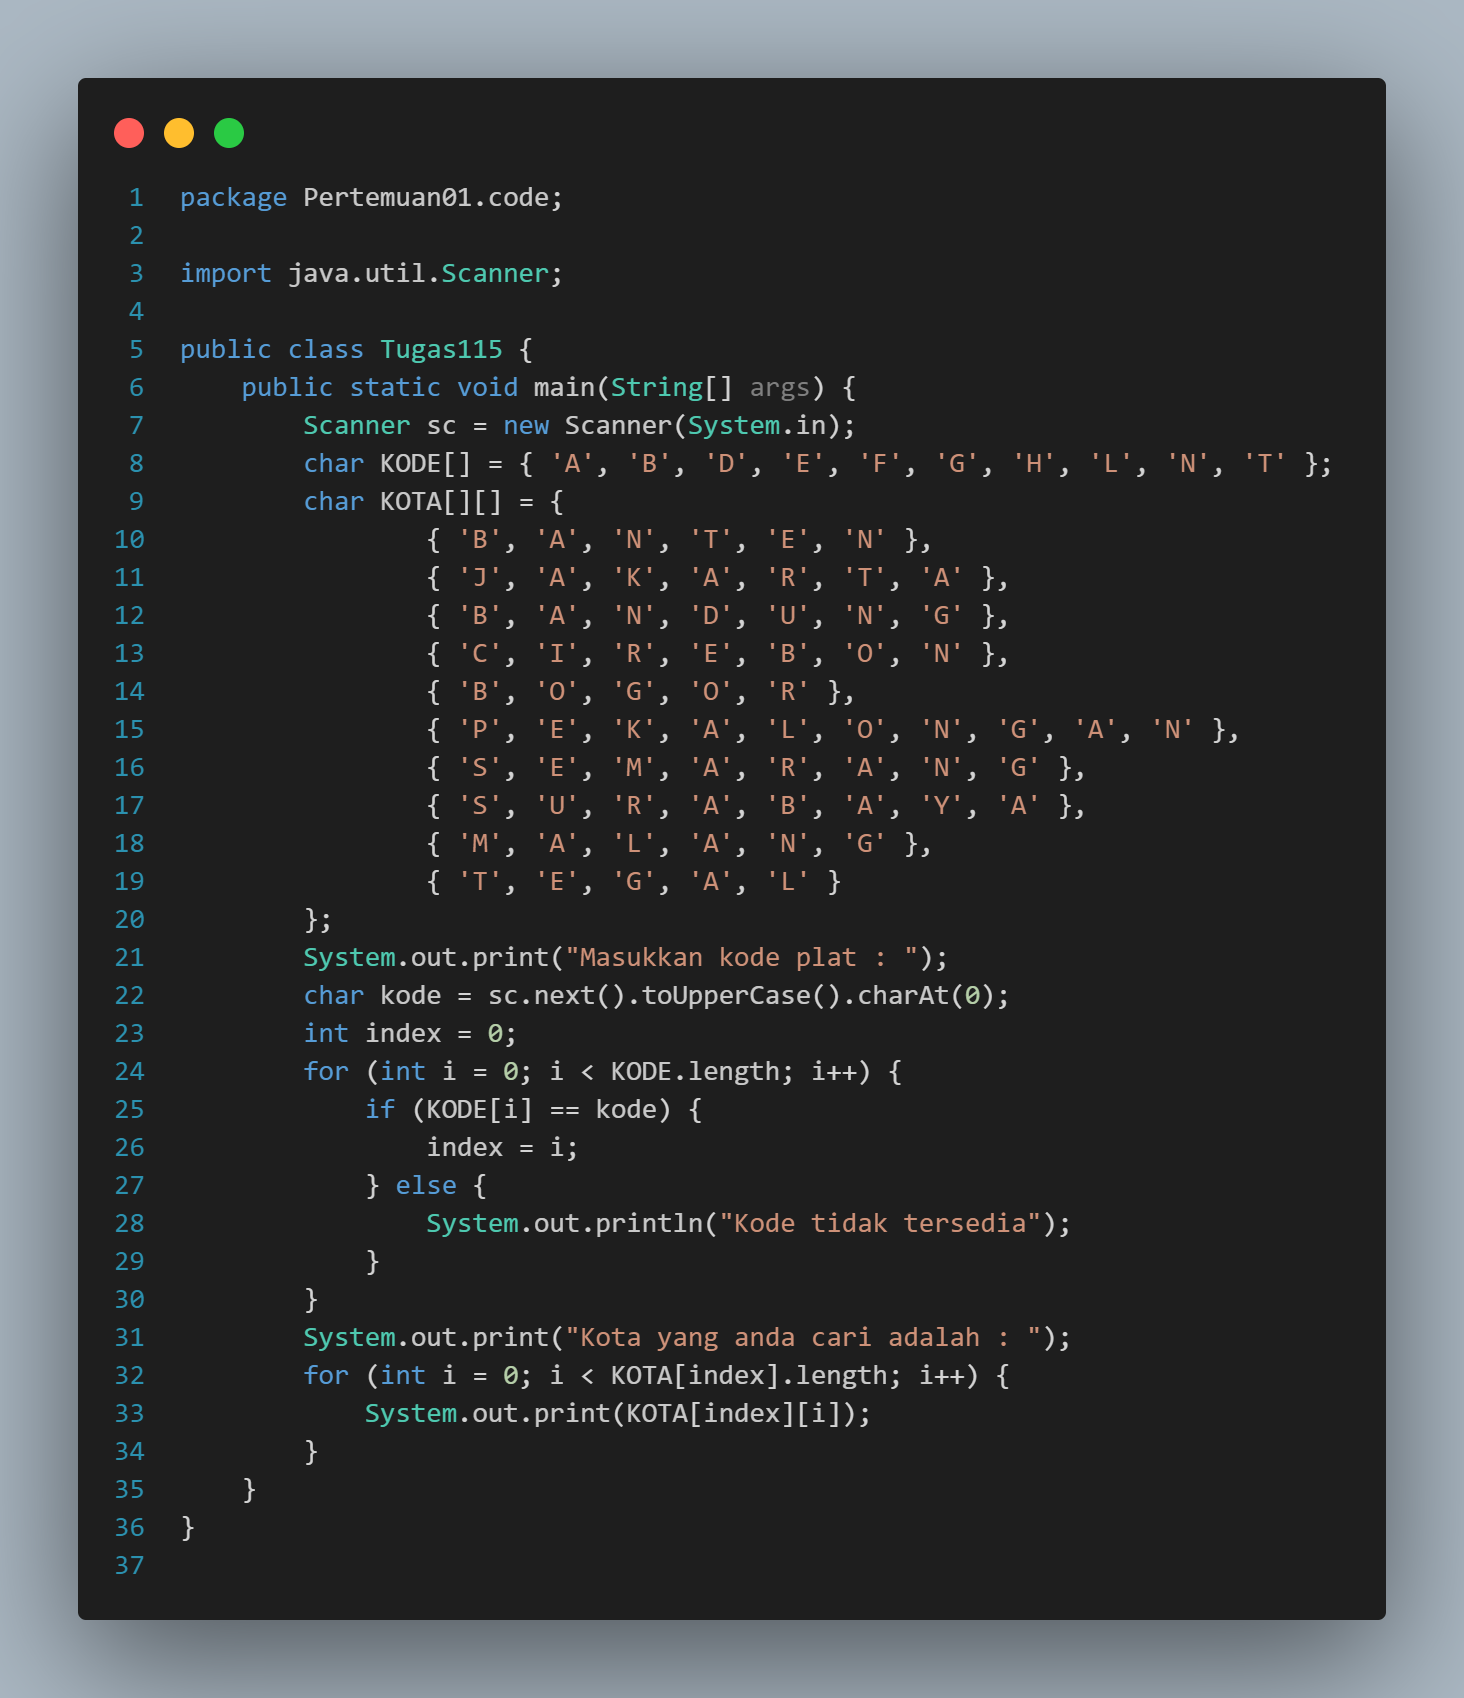 1 package Pertemuan01.code;
2
3 import java.util.Scanner;
4
5 public class Tugas115 {
6     public static void main(String[] args) {
7         Scanner sc = new Scanner(System.in);
8         char KODE[] = { 'A', 'B', 'D', 'E', 'F', 'G', 'H', 'L', 'N', 'T' };
9         char KOTA[][] = {
10                 { 'B', 'A', 'N', 'T', 'E', 'N' },
11                 { 'J', 'A', 'K', 'A', 'R', 'T', 'A' },
12                 { 'B', 'A', 'N', 'D', 'U', 'N', 'G' },
13                 { 'C', 'I', 'R', 'E', 'B', 'O', 'N' },
14                 { 'B', 'O', 'G', 'O', 'R' },
15                 { 'P', 'E', 'K', 'A', 'L', 'O', 'N', 'G', 'A', 'N' },
16                 { 'S', 'E', 'M', 'A', 'R', 'A', 'N', 'G' },
17                 { 'S', 'U', 'R', 'A', 'B', 'A', 'Y', 'A' },
18                 { 'M', 'A', 'L', 'A', 'N', 'G' },
19                 { 'T', 'E', 'G', 'A', 'L' }
20         };
21         System.out.print("Masukkan kode plat : ");
22         char kode = sc.next().toUpperCase().charAt(0);
23         int index = 0;
24         for (int i = 0; i < KODE.length; i++) {
25             if (KODE[i] == kode) {
26                 index = i;
27             } else {
28                 System.out.println("Kode tidak tersedia");
29             }
30         }
31         System.out.print("Kota yang anda cari adalah : ");
32         for (int i = 0; i < KOTA[index].length; i++) {
33             System.out.print(KOTA[index][i]);
34         }
35     }
36 }
37